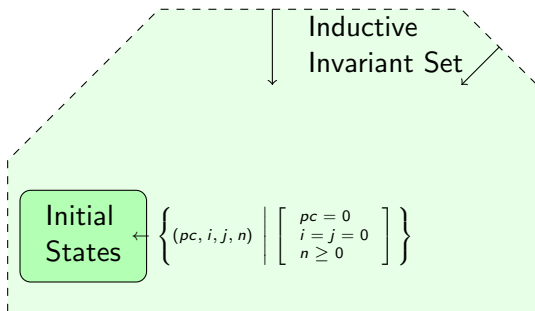 Inductive
Invariant Set
Initial
States
← { (pc, i, j, n) | [ pc = 0
i = j = 0
n ≥ 0 ] }